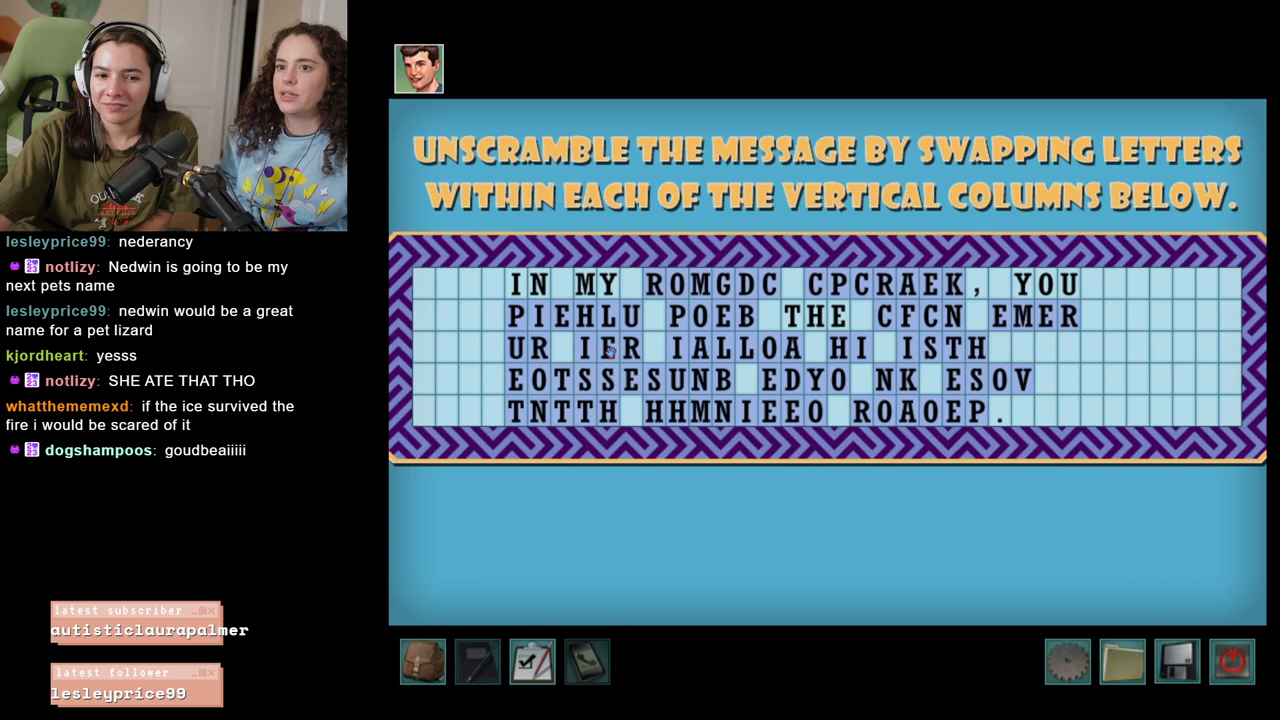 UNSCRAMBLE THE MESSAGE BY SWAPPING LETTERS
WITHIN EACH OF THE VERTICAL COLUMNS BELOW.
IN MY ROMGDC CPCRAEK, YOU
PIEHLU POEB THE CFCN EMER
UR IER IALLOA HI ISTH
EOTSSESUNB EDYO NK ESOV
TNTTH HHMNIEEO ROAOEP.
lesleyprice99: nederancy
notlizy: Nedwin is going to be my
next pets name
lesleyprice99: nedwin would be a great
name for a pet lizard
kjordheart: yesss
notlizy: SHE ATE THAT THO
whatthememexd: if the ice survived the
fire i would be scared of it
dogshampoos: goudbeaiiiii
latest subscriber
autisticlaurapalmer
latest follower
lesleyprice99